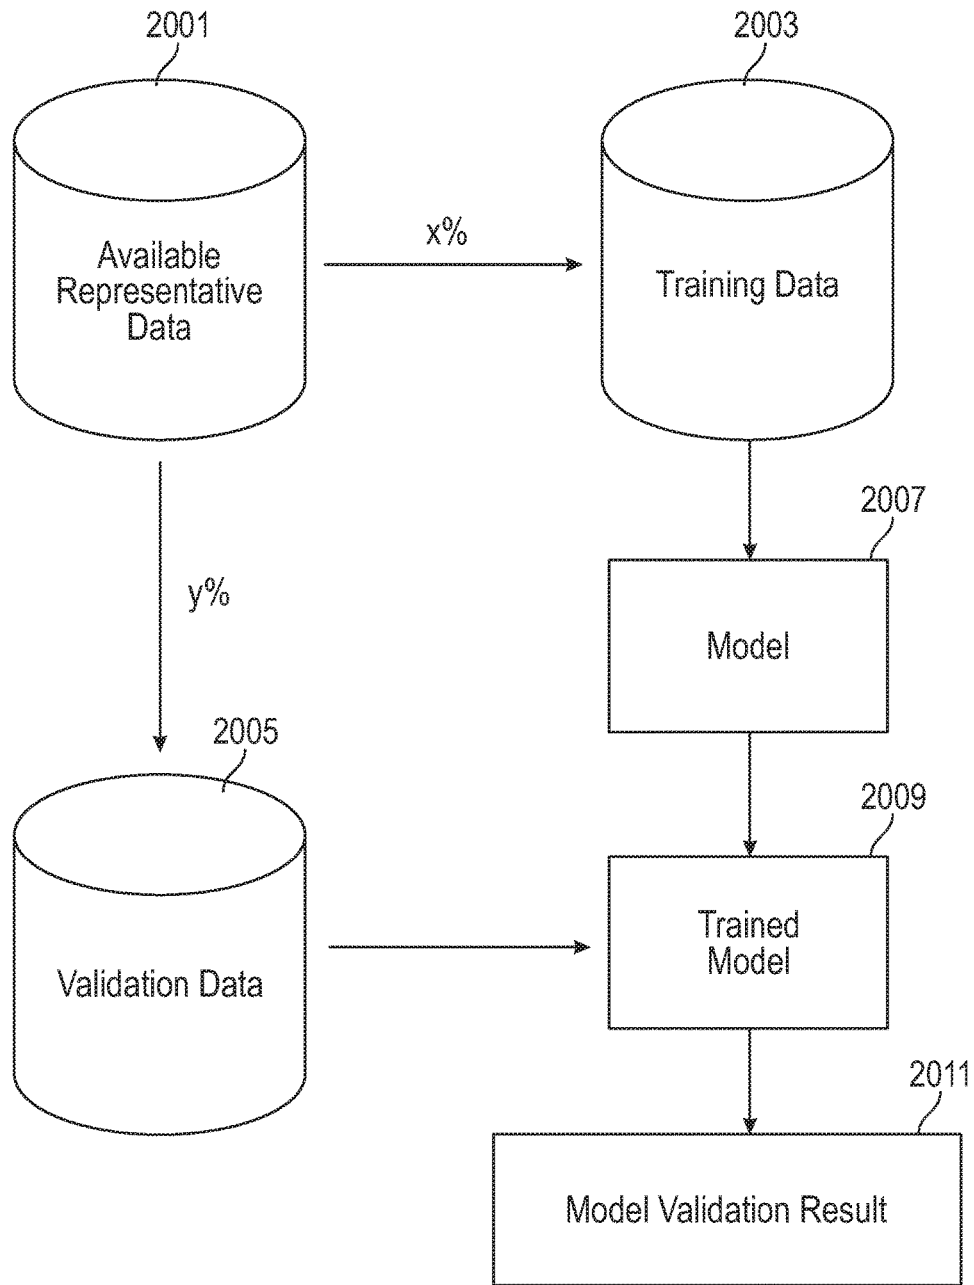 2001
2003
Available
Representative
Data
x%
Training Data
y%
2007
Model
2005
2009
Validation Data
Trained
Model
2011
Model Validation Result